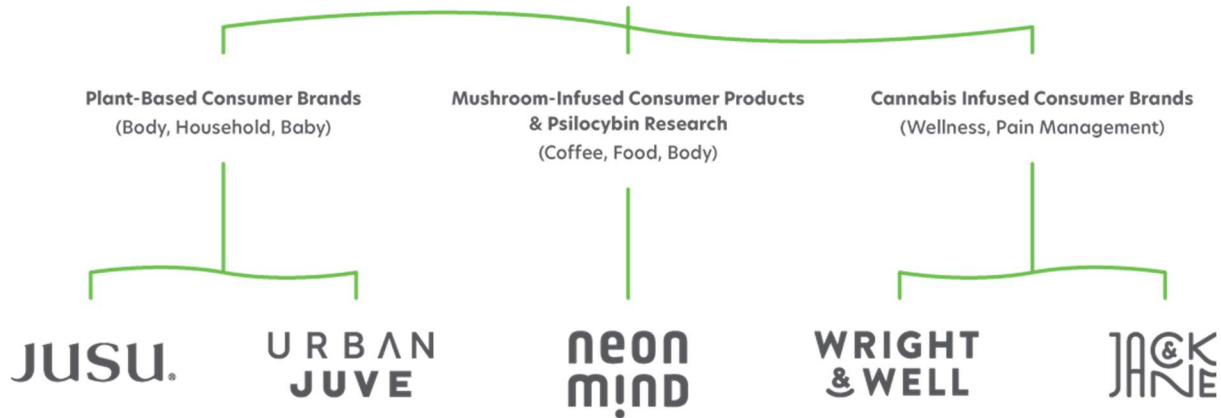 Plant-Based Consumer Brands
(Body, Household, Baby)
Mushroom-Infused Consumer Products
& Psilocybin Research
(Coffee, Food, Body)
Cannabis Infused Consumer Brands
(Wellness, Pain Management)
JUSU®
URBAN
JUVE
neon
mind
WRIGHT
& WELL
JACK
& JANE